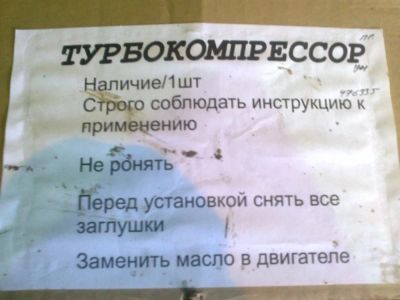 ТУРБОКОМПРЕССОР
Наличие/1шт
Строго соблюдать инструкцию к
применению
Не ронять
Перед установкой снять все
заглушки
Заменить масло в двигателе